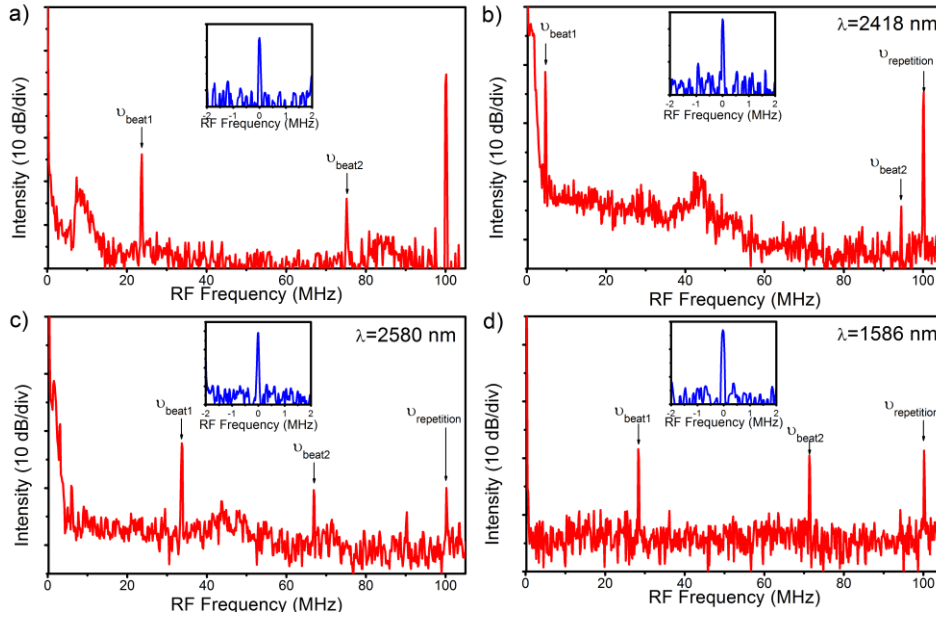 a)
υbeat1
υbeat2
-2 -1 0 1 2
RF Frequency (MHz)
Intensity (10 dB/div)
0 20 40 60 80 100
RF Frequency (MHz)
b)
λ=2418 nm
υbeat1
υrepetition
υbeat2
-2 -1 0 1 2
RF Frequency (MHz)
Intensity (10 dB/div)
0 20 40 60 80 100
RF Frequency (MHz)
c)
λ=2580 nm
υbeat1
υbeat2
υrepetition
-2 -1 0 1 2
RF Frequency (MHz)
Intensity (10 dB/div)
0 20 40 60 80 100
RF Frequency (MHz)
d)
λ=1586 nm
υbeat1
υbeat2
υrepetition
-2 -1 0 1 2
RF Frequency (MHz)
Intensity (10 dB/div)
0 20 40 60 80 100
RF Frequency (MHz)